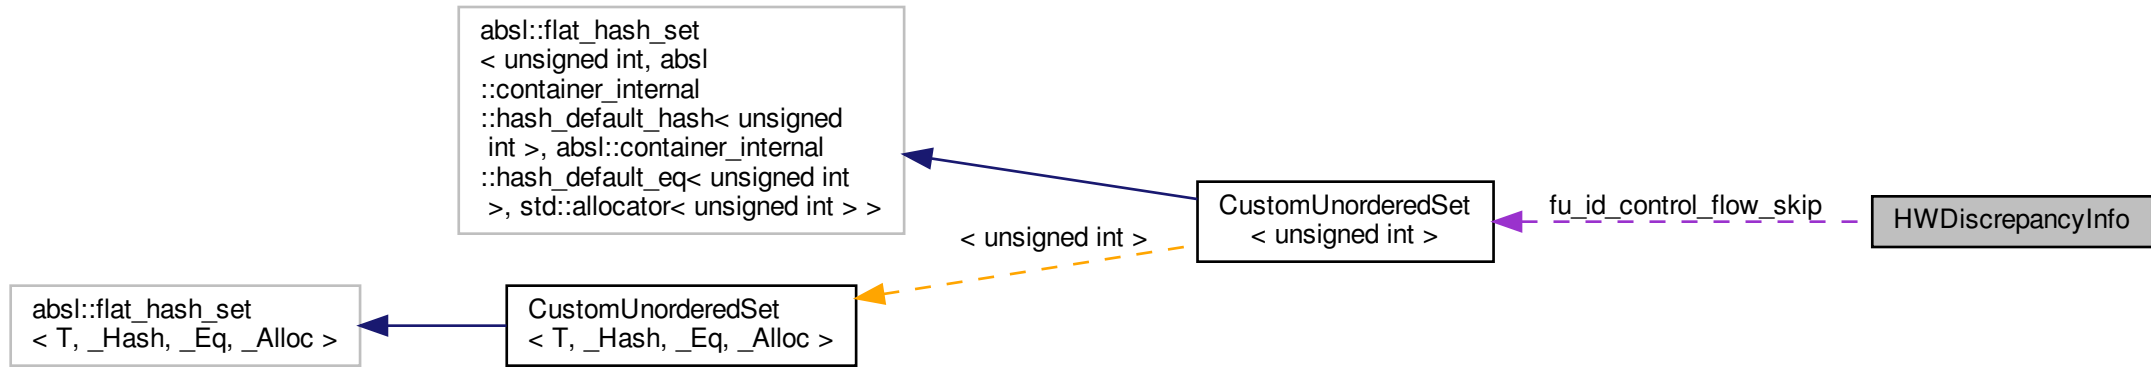 absl::flat_hash_set
< unsigned int, absl
::container_internal
::hash_default_hash< unsigned
int >, absl::container_internal
::hash_default_eq< unsigned int
>, std::allocator< unsigned int > >
CustomUnorderedSet
< unsigned int >
fu_id_control_flow_skip
HWDiscrepancyInfo
< unsigned int >
absl::flat_hash_set
< T, _Hash, _Eq, _Alloc >
CustomUnorderedSet
< T, _Hash, _Eq, _Alloc >